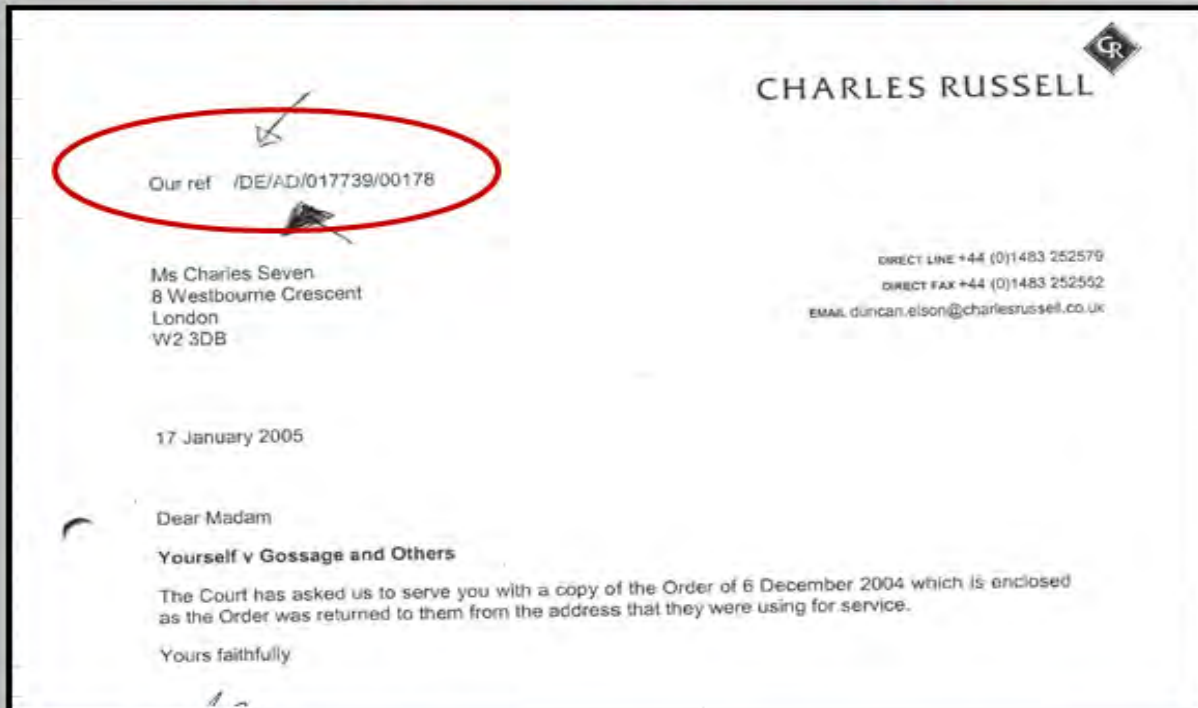 CR
CHARLES RUSSELL
Our ref /DE/AD/017739/00178
Ms Charles Seven
8 Westbourne Crescent
London
W2 3DB
DIRECT LINE +44 (0)1483 252579
DIRECT FAX +44 (0)1483 252552
EMAIL duncan.elson@charlesrussell.co.uk
17 January 2005
Dear Madam
Yourself v Gossage and Others
The Court has asked us to serve you with a copy of the Order of 6 December 2004 which is enclosed
as the Order was returned to them from the address that they were using for service.
Yours faithfully